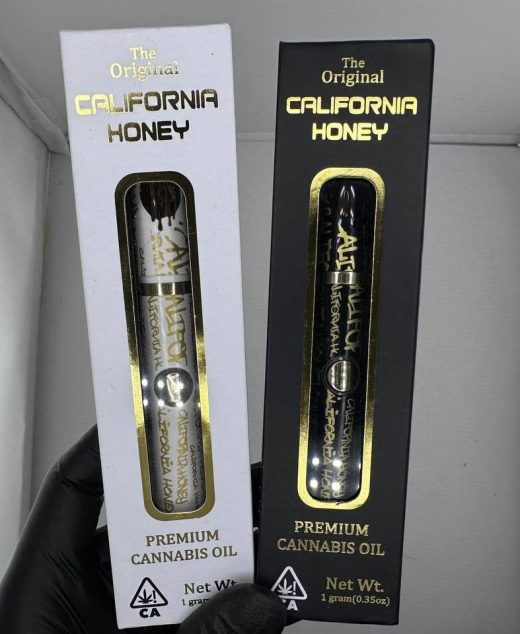 The
Original
CALIFORNIA
HONEY
PREMIUM
CANNABIS OIL
Net Wt.
1 gram
CA
The
Original
CALIFORNIA
HONEY
PREMIUM
CANNABIS OIL
Net Wt.
1 gram(0.35oz)
CA